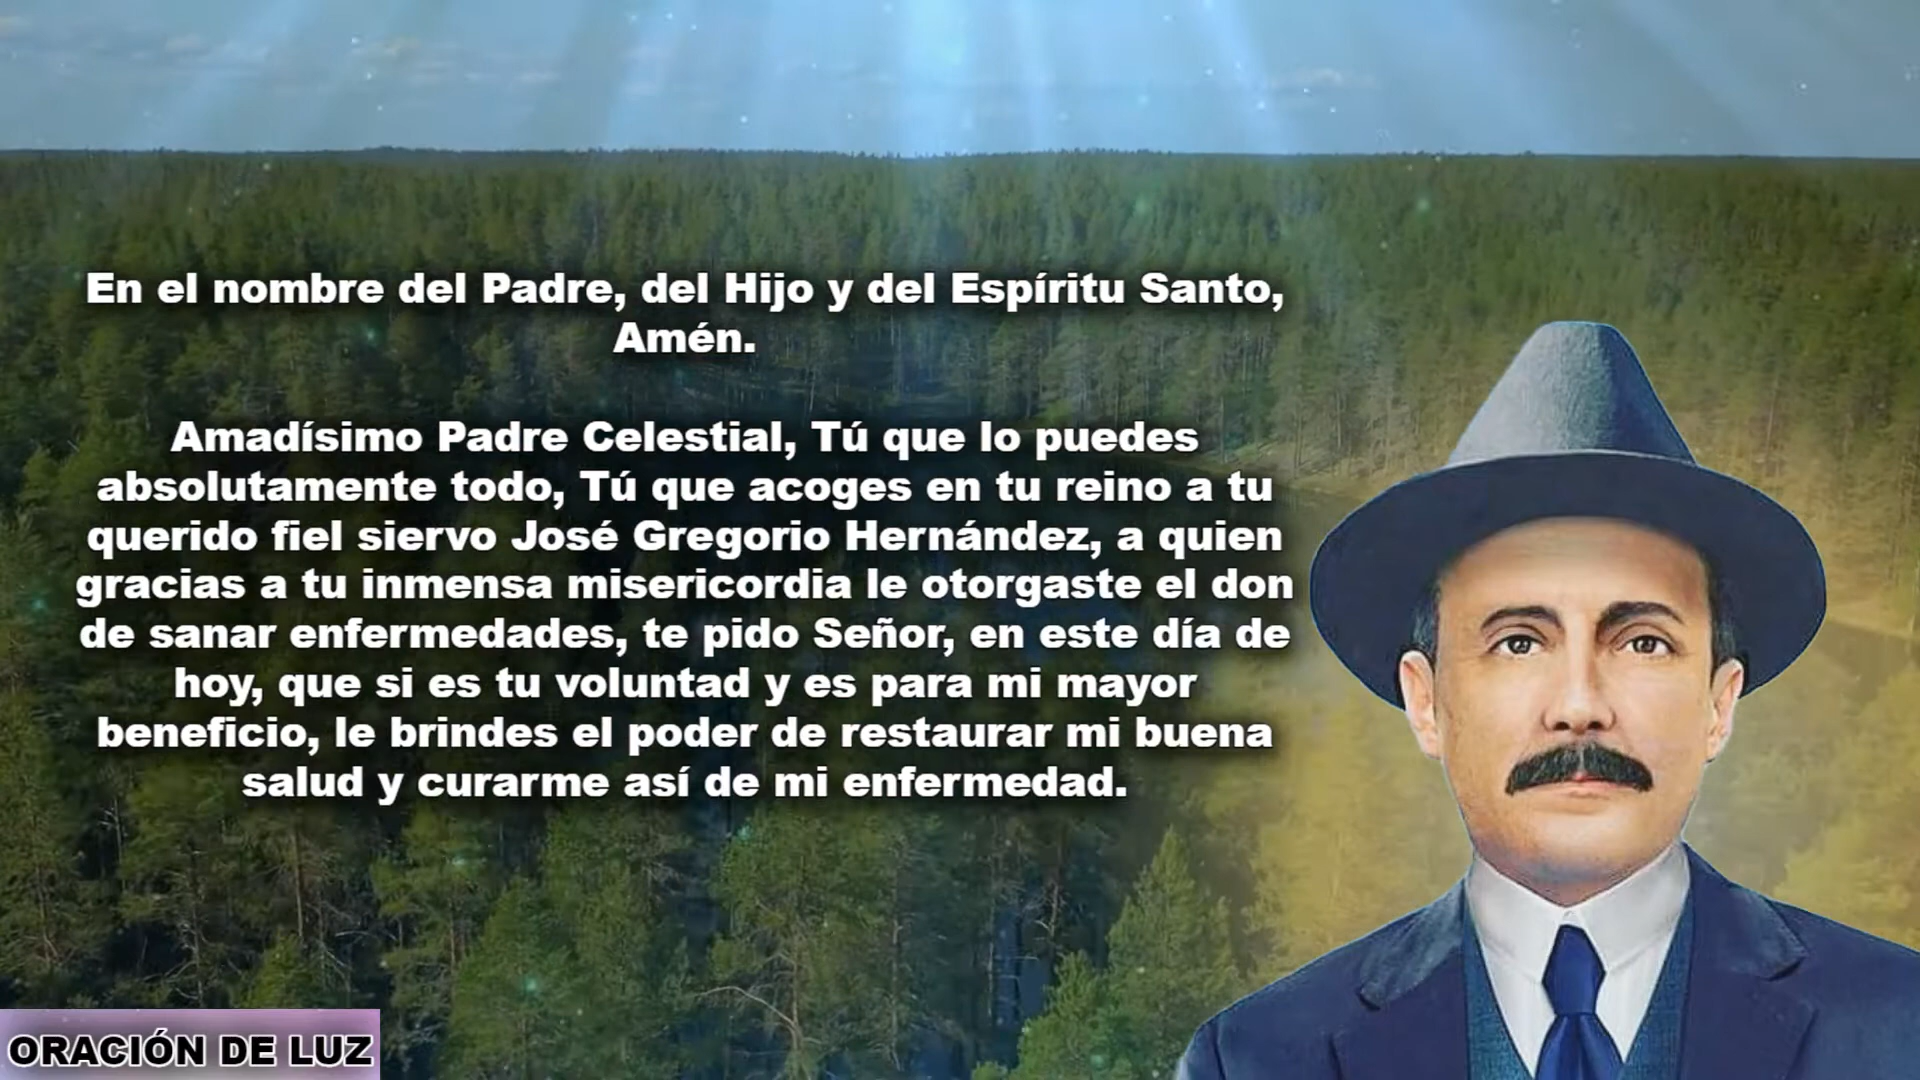 En el nombre del Padre, del Hijo y del Espíritu Santo,
Amén.
Amadísimo Padre Celestial, Tú que lo puedes
absolutamente todo, Tú que acoges en tu reino a tu
querido fiel siervo José Gregorio Hernández, a quien
gracias a tu inmensa misericordia le otorgaste el don
de sanar enfermedades, te pido Señor, en este día de
hoy, que si es tu voluntad y es para mi mayor
beneficio, le brindes el poder de restaurar mi buena
salud y curarme así de mi enfermedad.
ORACIÓN DE LUZ